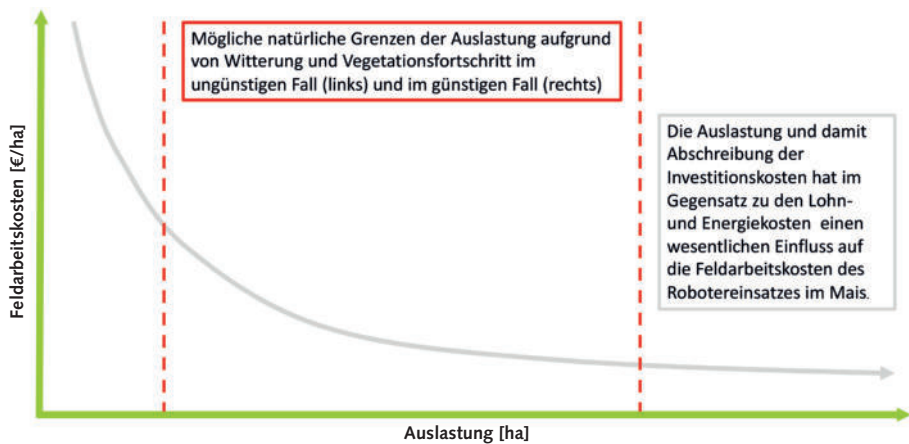 Mögliche natürliche Grenzen der Auslastung aufgrund
von Witterung und Vegetationsfortschritt im
ungünstigen Fall (links) und im günstigen Fall (rechts)
Die Auslastung und damit
Abschreibung der
Investitionskosten hat im
Gegensatz zu den Lohn-
und Energiekosten einen
wesentlichen Einfluss auf
die Feldarbeitskosten des
Robotereinsatzes im Mais.
Feldarbeitskosten [€/ha]
Auslastung [ha]